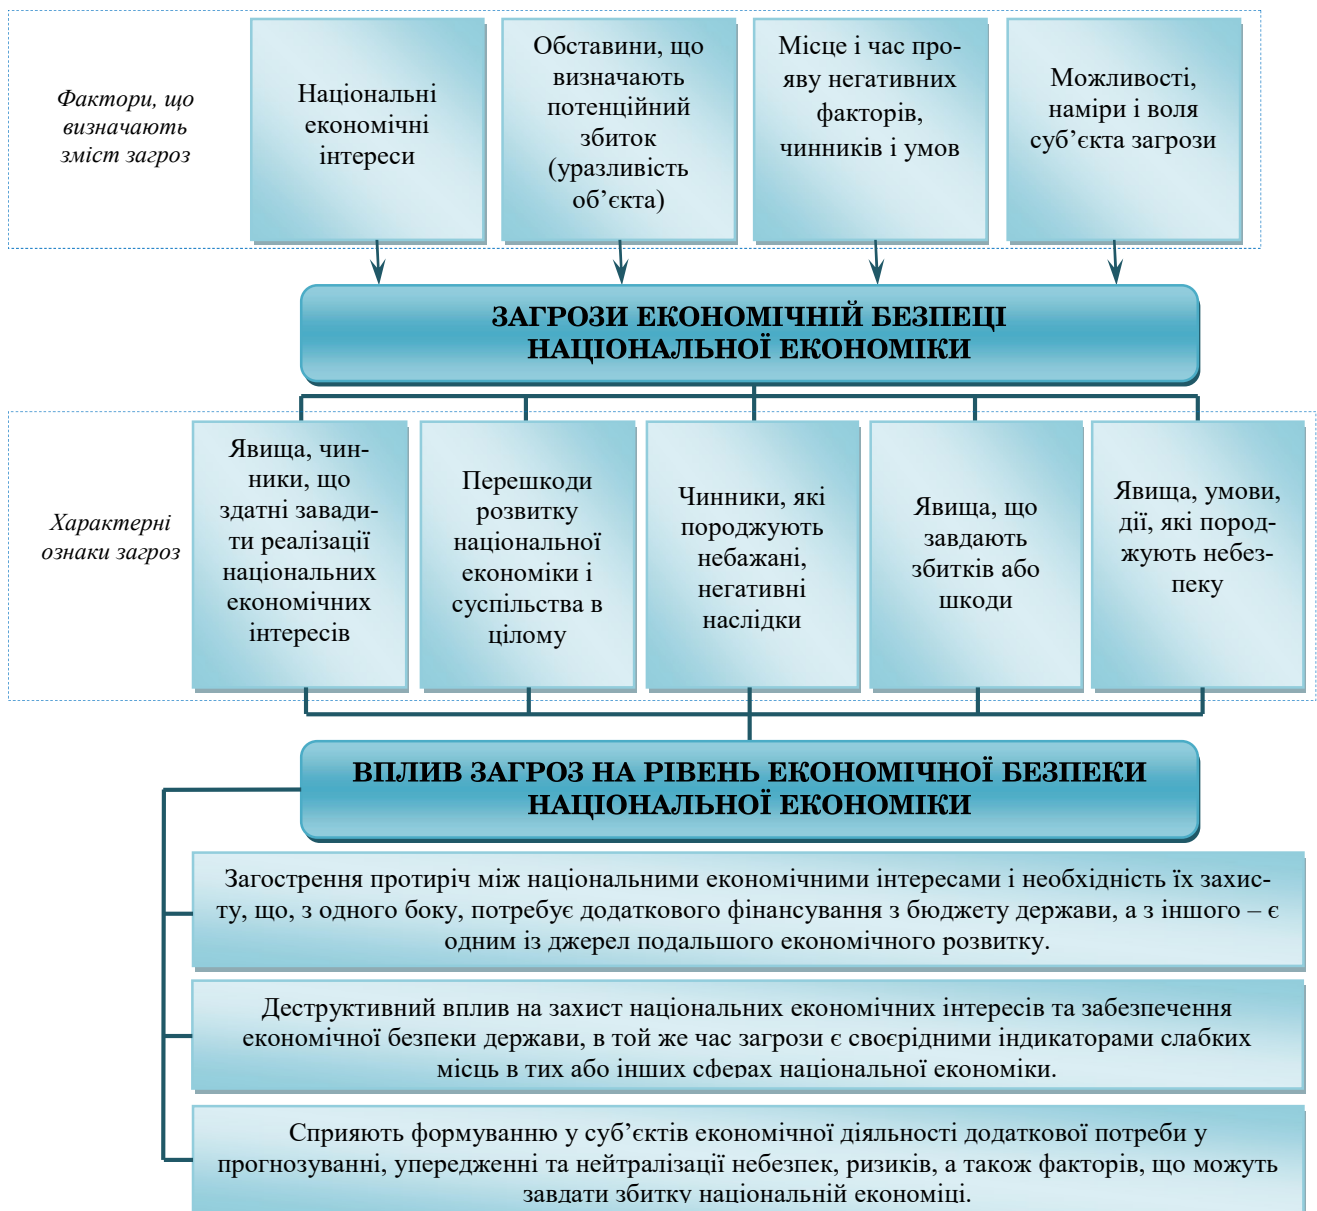 Фактори, що
визначають
зміст загроз
Національні
економічні
інтереси
Обставини, що
визначають
потенційний
збиток
(уразливість
об’єкта)
Місце і час про-
яву негативних
факторів,
чинників і умов
Можливості,
наміри і воля
суб’єкта загрози
ЗАГРОЗИ ЕКОНОМІЧНІЙ БЕЗПЕЦІ
НАЦІОНАЛЬНОЇ ЕКОНОМІКИ
Характерні
ознаки загроз
Явища, чин-
ники, що
здатні завади-
ти реалізації
національних
економічних
інтересів
Перешкоди
розвитку
національної
економіки і
суспільства в
цілому
Чинники, які
породжують
небажані,
негативні
наслідки
Явища, що
завдають
збитків або
шкоди
Явища, умови,
дії, які пород-
жують небез-
пеку
ВПЛИВ ЗАГРОЗ НА РІВЕНЬ ЕКОНОМІЧНОЇ БЕЗПЕКИ
НАЦІОНАЛЬНОЇ ЕКОНОМІКИ
Загострення протиріч між національними економічними інтересами і необхідність їх захис-
ту, що, з одного боку, потребує додаткового фінансування з бюджету держави, а з іншого – є
одним із джерел подальшого економічного розвитку.
Деструктивний вплив на захист національних економічних інтересів та забезпечення
економічної безпеки держави, в той же час загрози є своєрідними індикаторами слабких
місць в тих або інших сферах національної економіки.
Сприяють формуванню у суб’єктів економічної діяльності додаткової потреби у
прогнозуванні, упередженні та нейтралізації небезпек, ризиків, а також факторів, що можуть
завдати збитку національній економіці.